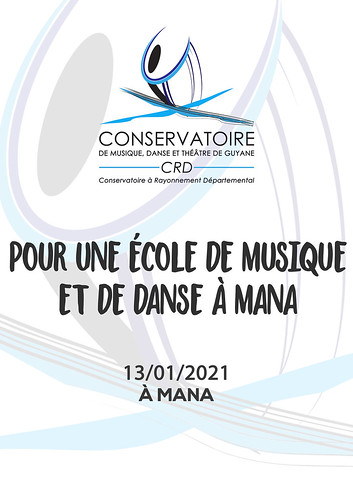 CONSERVATOIRE
DE MUSIQUE, DANSE ET THÉÂTRE DE GUYANE
CRD
Conservatoire à Rayonnement Départemental
POUR UNE ÉCOLE DE MUSIQUE
ET DE DANSE À MANA
13/01/2021
À MANA